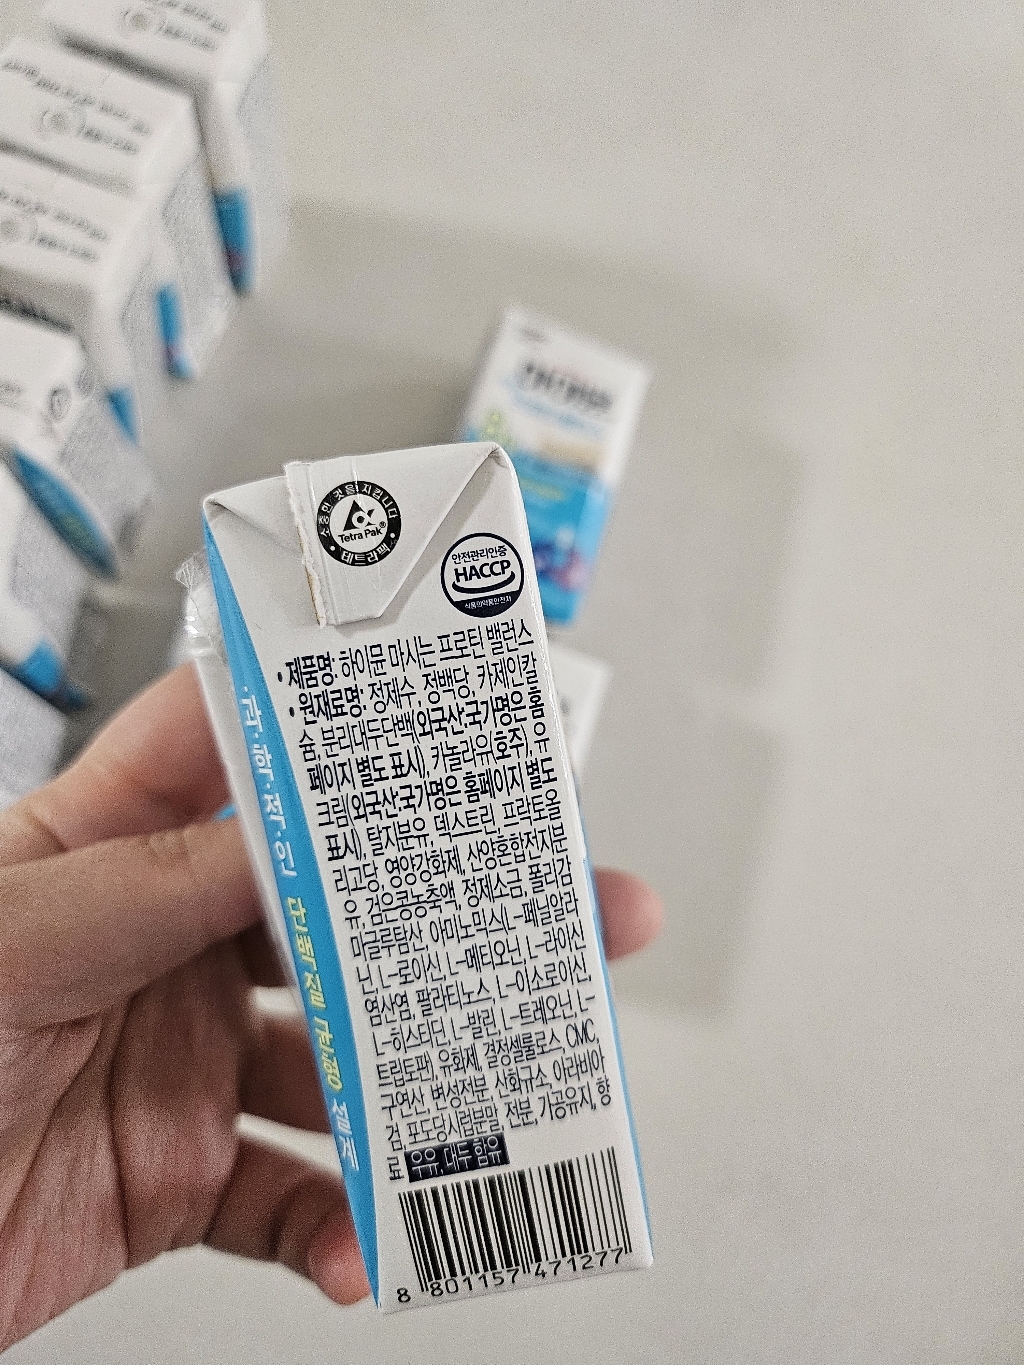 소중한 것을 지킵니다
Tetra Pak®
테트라팩
안전관리인증
HACCP
식품의약품안전처
•제품명: 하이뮨 마시는 프로틴 밸런스
•원재료명: 정제수, 정백당, 카제인칼
슘, 분리대두단백(외국산:국가명은 홈
페이지 별도 표시), 카놀라유(호주), 유
크림(외국산:국가명은 홈페이지 별도
표시), 탈지분유, 덱스트린, 프락토올
리고당, 영양강화제, 산양혼합전지분
유, 검은콩농축액, 정제소금, 폴리감
마글루탐산, 아미노믹스(L-페닐알라
닌, L-로이신, L-메티오닌, L-라이신
염산염, 팔라티노스, L-이소로이신,
L-히스티딘, L-발린, L-트레오닌, L-
트립토판), 유화제, 결정셀룰로스, CMC,
구연산, 변성전분, 산화규소, 아라비아
검, 포도당시럽분말, 전분, 가공유지, 향
료 우유, 대두 함유
8 801157 471277
·과·학·적·인 단백질 균형 설계